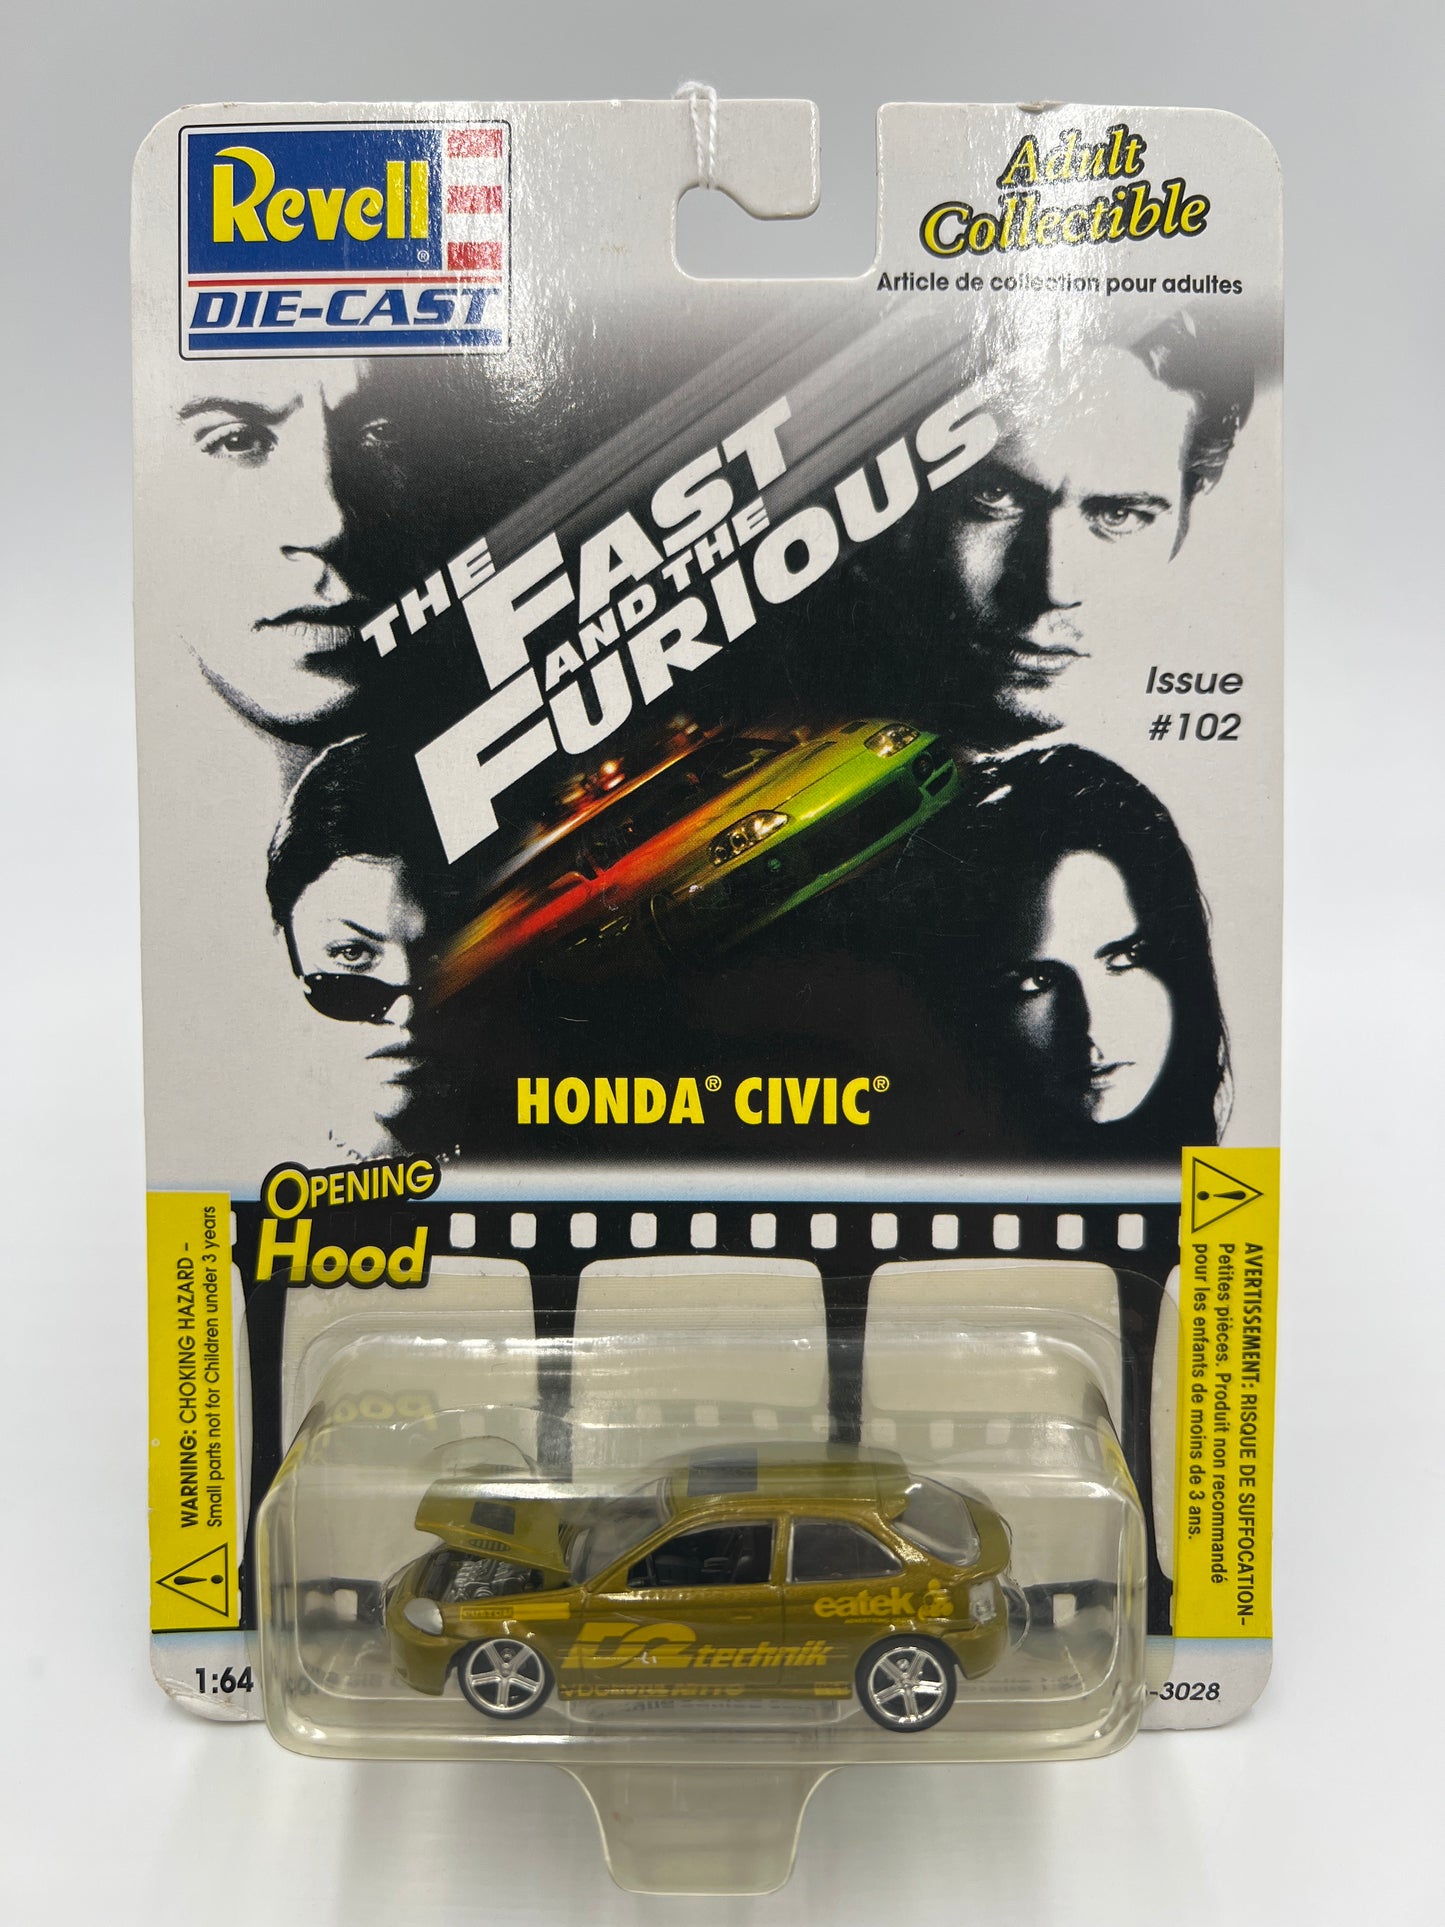 Revell®
DIE-CAST
Adult
Collectible
Article de collection pour adultes
THE
FAST
AND THE
FURIOUS
Issue
#102
HONDA® CIVIC®
OPENING
Hood
WARNING: CHOKING HAZARD –
Small parts not for Children under 3 years
AVERTISSEMENT: RISQUE DE SUFFOCATION–
Petites pièces. Produit non recommandé
pour les enfants de moins de 3 ans.
CUSTOM
eatek
technik
1:64
-3028